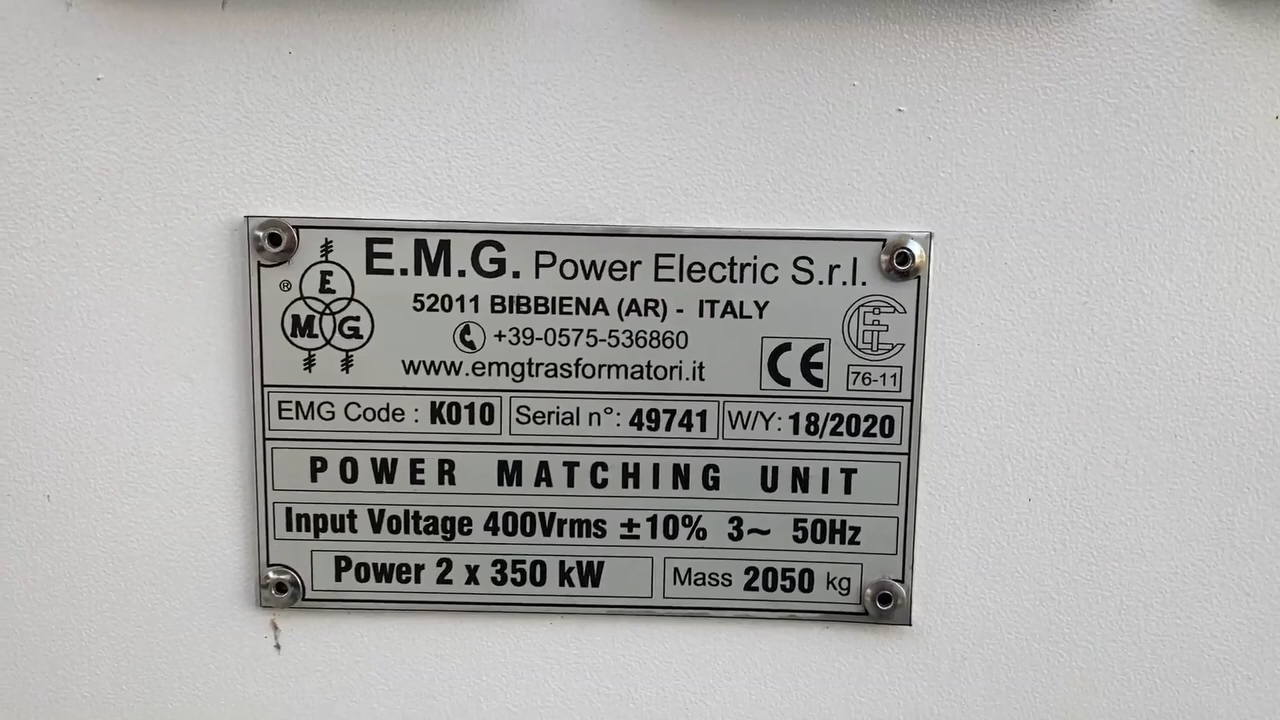 E
M G
®
E.M.G. Power Electric S.r.l.
52011 BIBBIENA (AR) - ITALY
+39-0575-536860
www.emgtrasformatori.it
CE
CEI
76-11
EMG Code : K010 Serial n°: 49741 W/Y: 18/2020
POWER MATCHING UNIT
Input Voltage 400Vrms ±10% 3~ 50Hz
Power 2 x 350 kW Mass 2050 kg